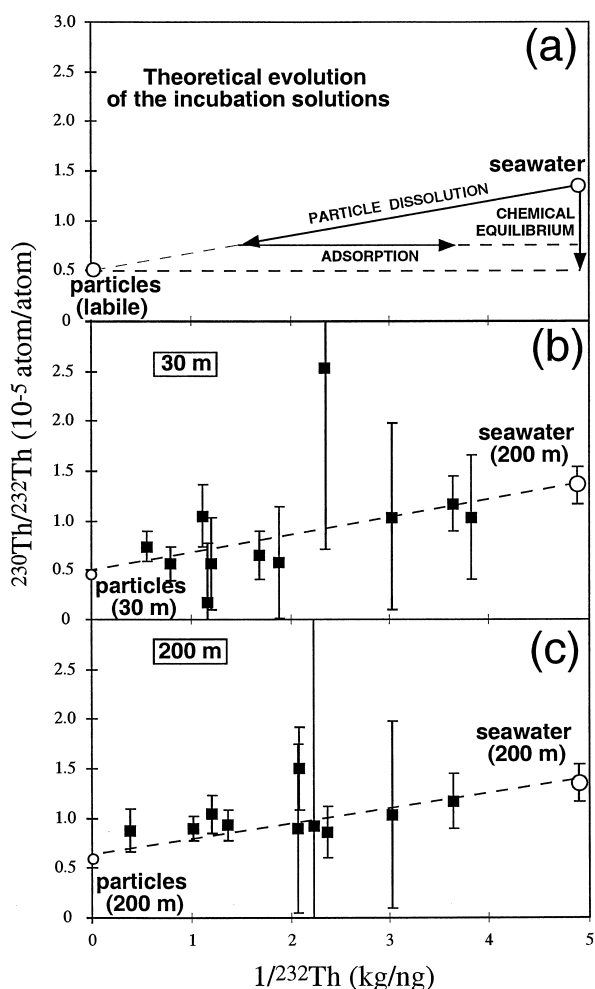 3.0
(a)
2.5
Theoretical evolution
of the incubation solutions
2.0
1.5
seawater
PARTICLE DISSOLUTION
1.0
CHEMICAL
EQUILIBRIUM
ADSORPTION
0.5
particles
(labile)
0
²³⁰Th/²³²Th (10⁻⁵ atom/atom)
(b)
30 m
2.5
2.0
seawater
(200 m)
1.5
1.0
0.5
particles
(30 m)
0
(c)
200 m
2.5
2.0
seawater
(200 m)
1.5
1.0
0.5
particles
(200 m)
0
0 1 2 3 4 5
1/²³²Th (kg/ng)